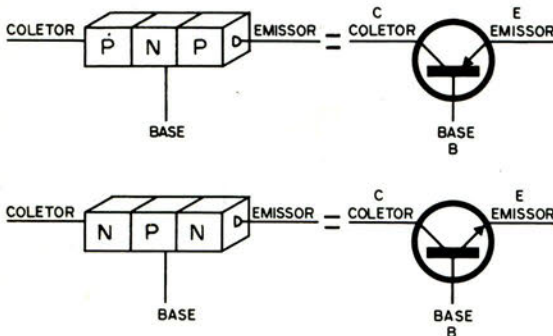 C E
COLETOR P N P EMISSOR = COLETOR EMISSOR
BASE BASE
B
C E
COLETOR N P N EMISSOR = COLETOR EMISSOR
BASE BASE
B